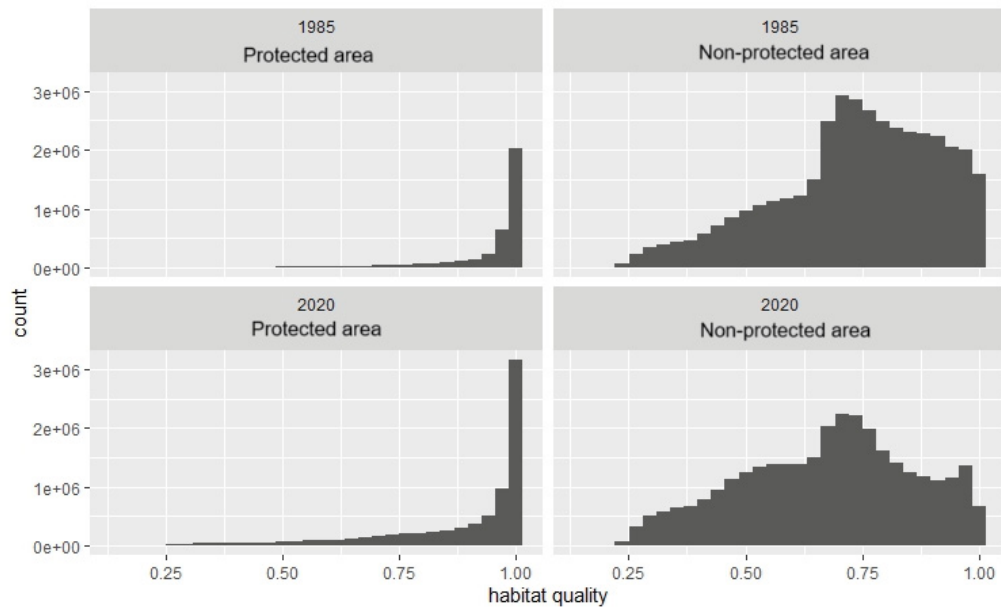 1985
Protected area
1985
Non-protected area
3e+06
2e+06
1e+06
0e+00
count
2020
Protected area
2020
Non-protected area
3e+06
2e+06
1e+06
0e+00
0.25 0.50 0.75 1.00
0.25 0.50 0.75 1.00
habitat quality